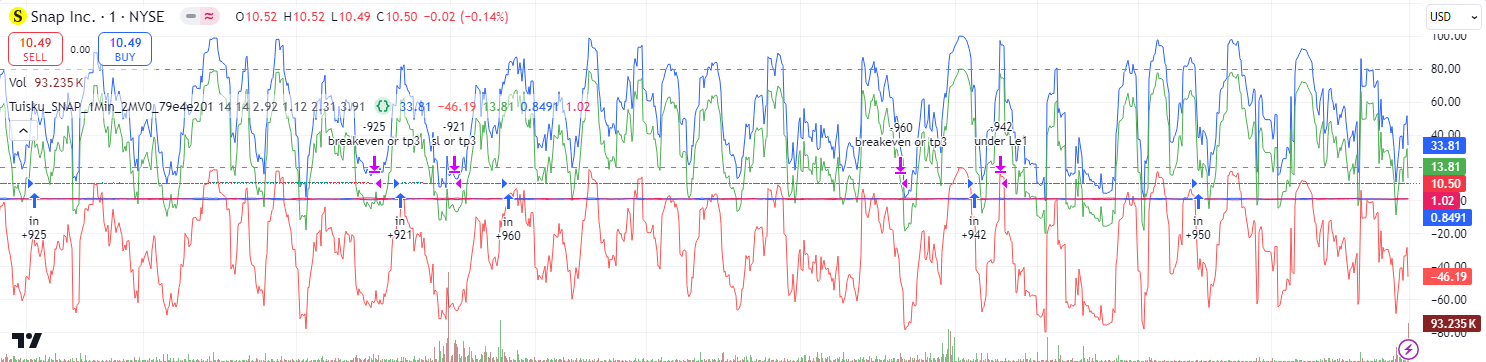 Snap Inc. · 1 · NYSE
O10.52 H10.52 L10.49 C10.50 −0.02 (−0.14%)
USD
10.49
SELL
0.00
10.49
BUY
Vol 93.235 K
Tuisku_SNAP_1Min_2MV0_79e4e201 14 14 2.92 1.12 2.31 3.91 {} 33.81 −46.19 13.81 0.8491 1.02
-925
breakeven or tp3
-921
sl or tp3
-960
breakeven or tp3
-942
under Le1
in
+925
in
+921
in
+960
in
+942
in
+950
100.00
80.00
60.00
40.00
33.81
13.81
10.50
1.02
0.8491
−20.00
−40.00
−46.19
−60.00
93.235 K
−80.00